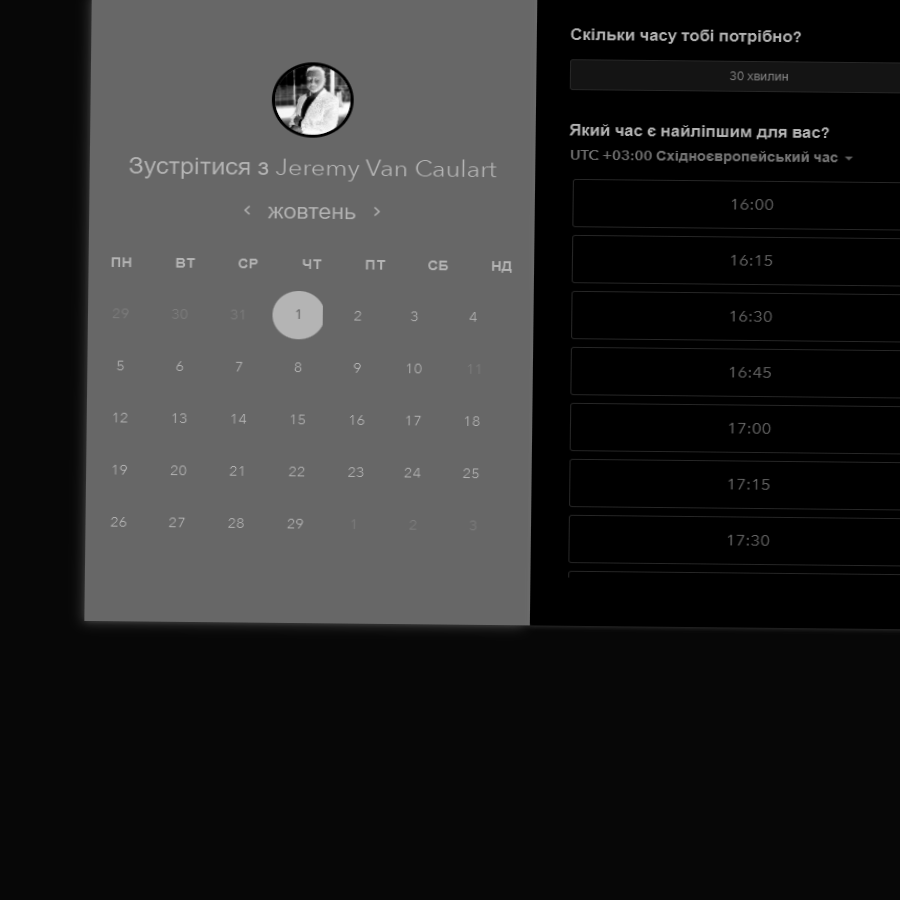 Зустрітися з Jeremy Van Caulart
жовтень
ПН ВТ СР ЧТ ПТ СБ НД
29 30 31 1 2 3 4
5 6 7 8 9 10 11
12 13 14 15 16 17 18
19 20 21 22 23 24 25
26 27 28 29 1 2 3
Скільки часу тобі потрібно?
30 хвилин
Який час є найліпшим для вас?
UTC +03:00 Східноєвропейський час
16:00
16:15
16:30
16:45
17:00
17:15
17:30